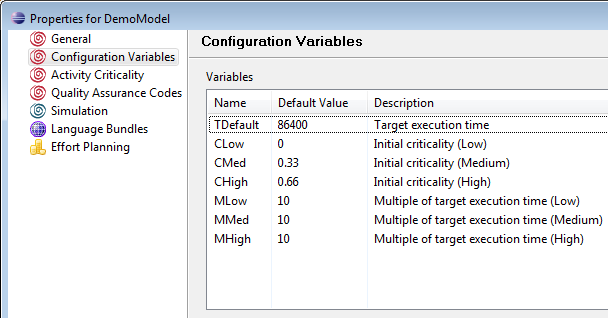 Properties for DemoModel
General
Configuration Variables
Activity Criticality
Quality Assurance Codes
Simulation
Language Bundles
Effort Planning
Configuration Variables
Variables
Name Default Value Description
TDefault 86400 Target execution time
CLow 0 Initial criticality (Low)
CMed 0.33 Initial criticality (Medium)
CHigh 0.66 Initial criticality (High)
MLow 10 Multiple of target execution time (Low)
MMed 10 Multiple of target execution time (Medium)
MHigh 10 Multiple of target execution time (High)